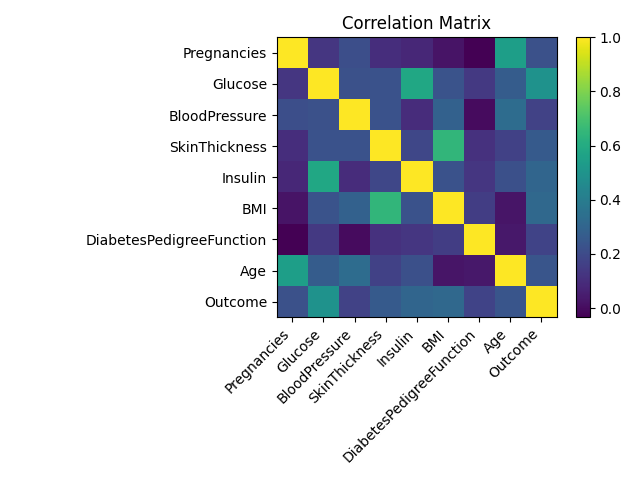 Correlation Matrix
Pregnancies
Glucose
BloodPressure
SkinThickness
Insulin
BMI
DiabetesPedigreeFunction
Age
Outcome
Pregnancies
Glucose
BloodPressure
SkinThickness
Insulin
BMI
DiabetesPedigreeFunction
Age
Outcome
1.0
0.8
0.6
0.4
0.2
0.0